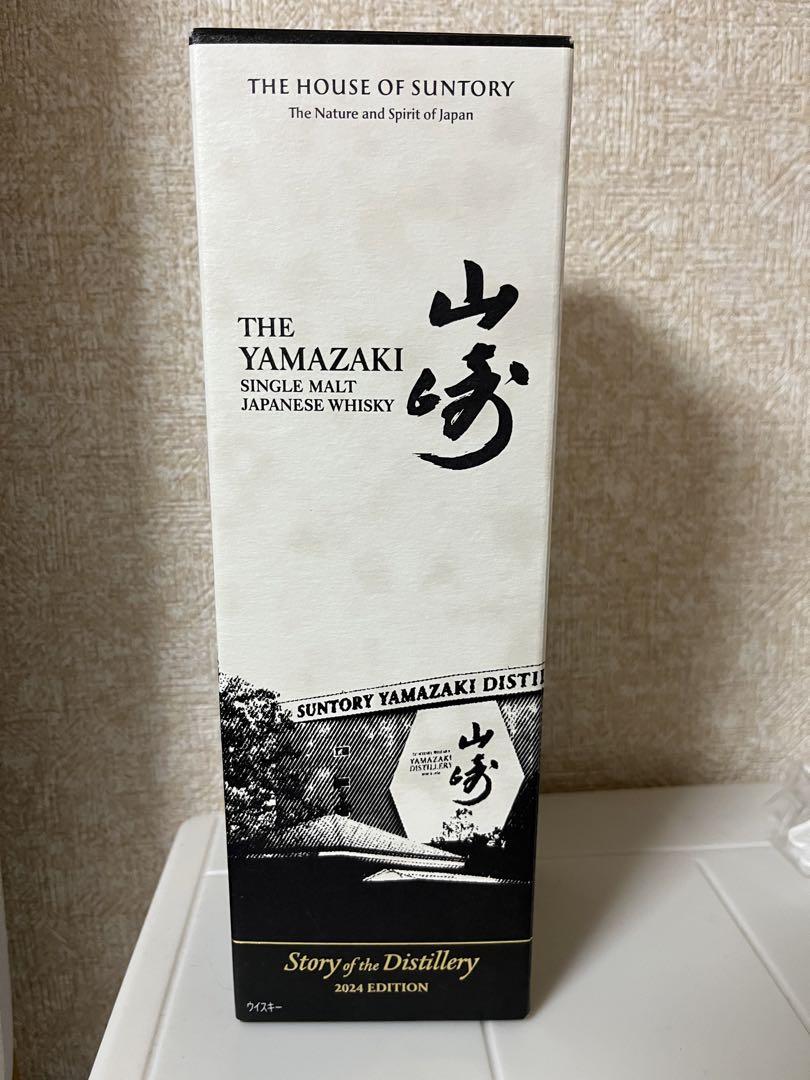 THE HOUSE OF SUNTORY
The Nature and Spirit of Japan
THE
YAMAZAKI
SINGLE MALT
JAPANESE WHISKY
山崎
SUNTORY YAMAZAKI DISTI
山崎
YAMAZAKI
DISTILLERY
Story of the Distillery
2024 EDITION
ウイスキー